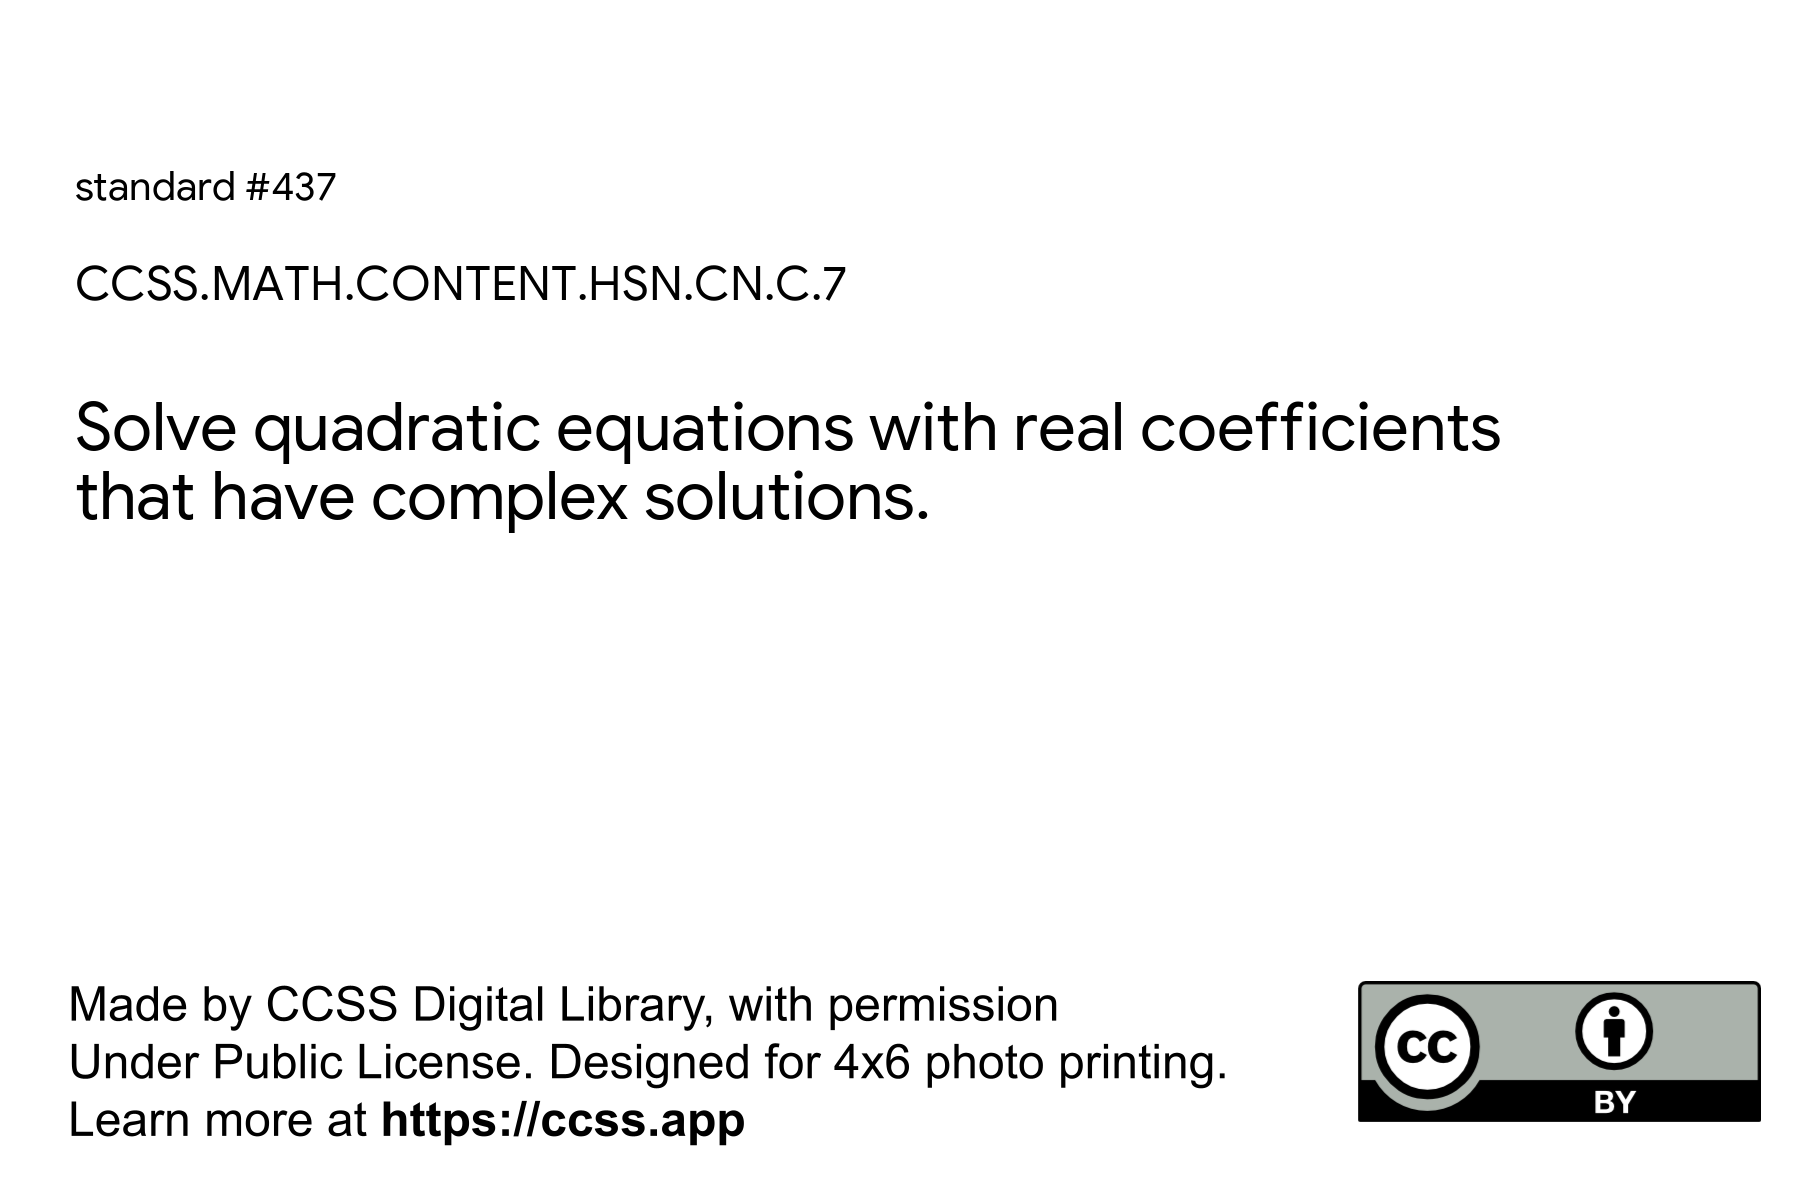 standard #437
CCSS.MATH.CONTENT.HSN.CN.C.7
Solve quadratic equations with real coefficients
that have complex solutions.
Made by CCSS Digital Library, with permission
Under Public License. Designed for 4x6 photo printing.
Learn more at https://ccss.app
cc
BY